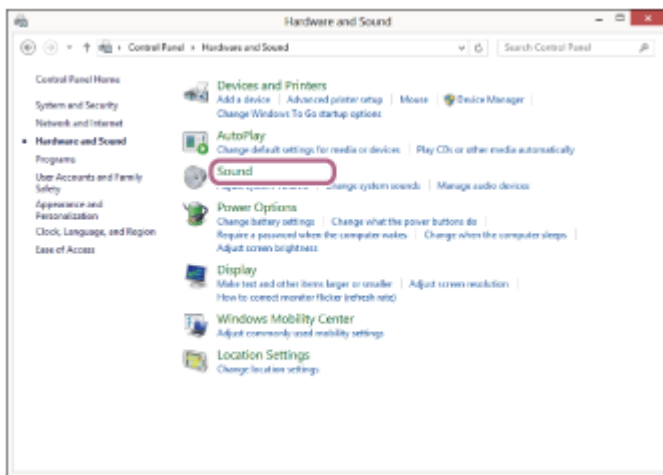 Hardware and Sound
Control Panel › Hardware and Sound
Search Control Panel
Control Panel Home
System and Security
Network and Internet
Hardware and Sound
Programs
User Accounts and Family
Safety
Appearance and
Personalization
Clock, Language, and Region
Ease of Access
Devices and Printers
Add a device | Advanced printer setup | Mouse | Device Manager
Change Windows To Go startup options
AutoPlay
Change default settings for media or devices | Play CDs or other media automatically
Sound
Change system sounds | Manage audio devices
Power Options
Change battery settings | Change what the power buttons do
Require a password when the computer wakes | Change when the computer sleeps
Adjust screen brightness
Display
Make text and other items larger or smaller | Adjust screen resolution
How to correct monitor flicker (refresh rate)
Windows Mobility Center
Adjust commonly used mobility settings
Location Settings
Change location settings